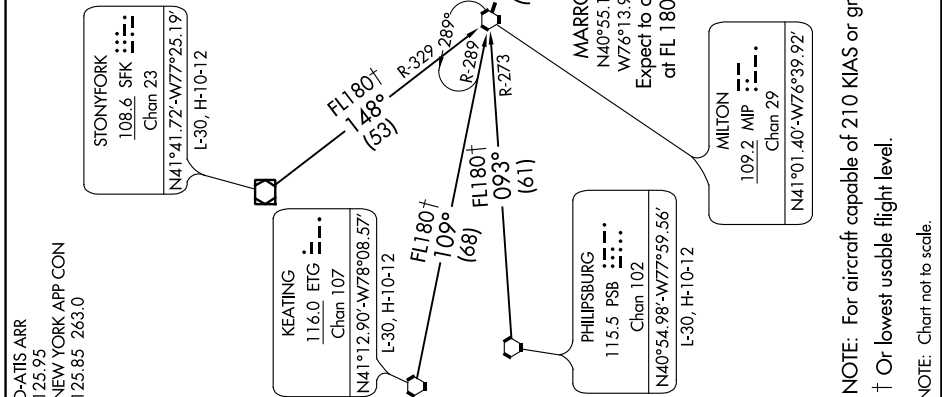 D-ATIS ARR
125.95
NEW YORK APP CON
125.85 263.0
STONYFORK
108.6 SFK
Chan 23
N41°41.72'-W77°25.19'
L-30, H-10-12
FL180†
148°
(53)
R-329
289°
R-289
R-273
KEATING
116.0 ETG
Chan 107
N41°12.90'-W78°08.57'
L-30, H-10-12
FL180†
109°
(68)
FL180†
093°
(61)
MARRO
N40°55.1
W76°13.9
Expect to c
at FL 180
PHILIPSBURG
115.5 PSB
Chan 102
N40°54.98'-W77°59.56'
L-30, H-10-12
MILTON
109.2 MIP
Chan 29
N41°01.40'-W76°39.92'
NOTE: For aircraft capable of 210 KIAS or gr
† Or lowest usable flight level.
NOTE: Chart not to scale.